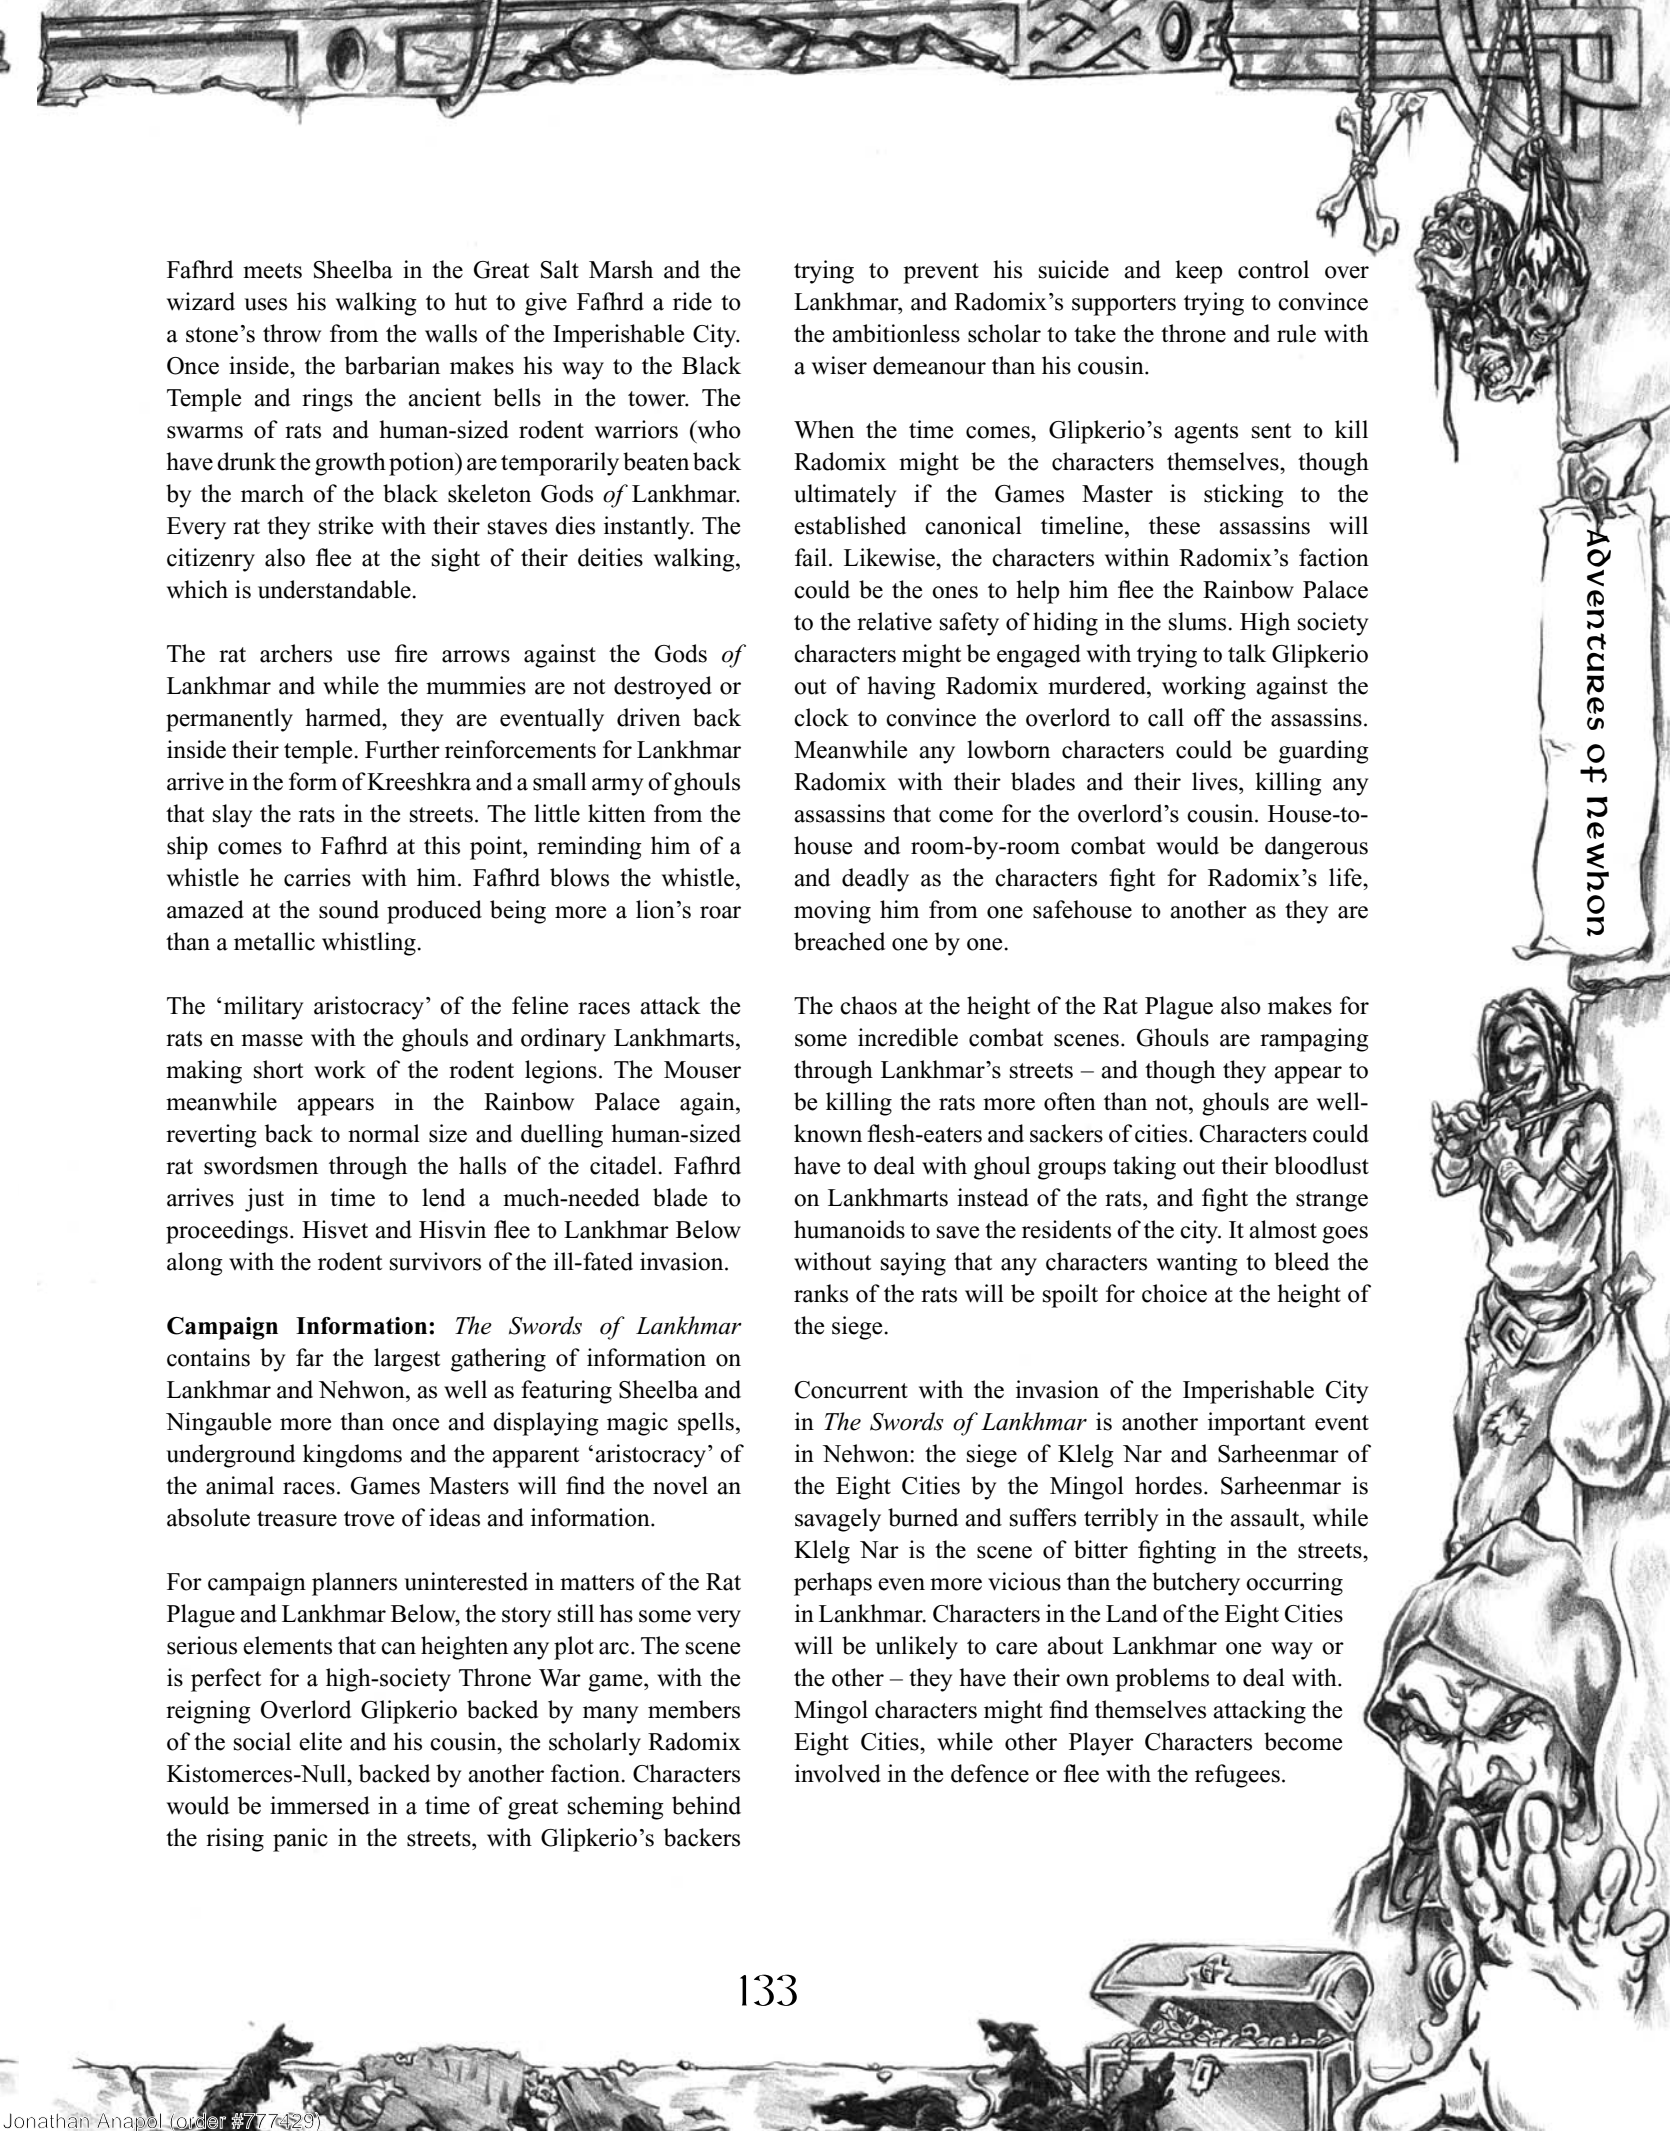 Fafhrd meets Sheelba in the Great Salt Marsh and the
wizard uses his walking to hut to give Fafhrd a ride to
a stone’s throw from the walls of the Imperishable City.
Once inside, the barbarian makes his way to the Black
Temple and rings the ancient bells in the tower. The
swarms of rats and human-sized rodent warriors (who
have drunk the growth potion) are temporarily beaten back
by the march of the black skeleton Gods of Lankhmar.
Every rat they strike with their staves dies instantly. The
citizenry also flee at the sight of their deities walking,
which is understandable.

The rat archers use fire arrows against the Gods of
Lankhmar and while the mummies are not destroyed or
permanently harmed, they are eventually driven back
inside their temple. Further reinforcements for Lankhmar
arrive in the form of Kreeshkra and a small army of ghouls
that slay the rats in the streets. The little kitten from the
ship comes to Fafhrd at this point, reminding him of a
whistle he carries with him. Fafhrd blows the whistle,
amazed at the sound produced being more a lion’s roar
than a metallic whistling.

The ‘military aristocracy’ of the feline races attack the
rats en masse with the ghouls and ordinary Lankhmarts,
making short work of the rodent legions. The Mouser
meanwhile appears in the Rainbow Palace again,
reverting back to normal size and duelling human-sized
rat swordsmen through the halls of the citadel. Fafhrd
arrives just in time to lend a much-needed blade to
proceedings. Hisvet and Hisvin flee to Lankhmar Below
along with the rodent survivors of the ill-fated invasion.

Campaign Information: The Swords of Lankhmar
contains by far the largest gathering of information on
Lankhmar and Nehwon, as well as featuring Sheelba and
Ningauble more than once and displaying magic spells,
underground kingdoms and the apparent ‘aristocracy’ of
the animal races. Games Masters will find the novel an
absolute treasure trove of ideas and information.

For campaign planners uninterested in matters of the Rat
Plague and Lankhmar Below, the story still has some very
serious elements that can heighten any plot arc. The scene
is perfect for a high-society Throne War game, with the
reigning Overlord Glipkerio backed by many members
of the social elite and his cousin, the scholarly Radomix
Kistomerces-Null, backed by another faction. Characters
would be immersed in a time of great scheming behind
the rising panic in the streets, with Glipkerio’s backers
trying to prevent his suicide and keep control over
Lankhmar, and Radomix’s supporters trying to convince
the ambitionless scholar to take the throne and rule with
a wiser demeanour than his cousin.

When the time comes, Glipkerio’s agents sent to kill
Radomix might be the characters themselves, though
ultimately if the Games Master is sticking to the
established canonical timeline, these assassins will
fail. Likewise, the characters within Radomix’s faction
could be the ones to help him flee the Rainbow Palace
to the relative safety of hiding in the slums. High society
characters might be engaged with trying to talk Glipkerio
out of having Radomix murdered, working against the
clock to convince the overlord to call off the assassins.
Meanwhile any lowborn characters could be guarding
Radomix with their blades and their lives, killing any
assassins that come for the overlord’s cousin. House-to-
house and room-by-room combat would be dangerous
and deadly as the characters fight for Radomix’s life,
moving him from one safehouse to another as they are
breached one by one.

The chaos at the height of the Rat Plague also makes for
some incredible combat scenes. Ghouls are rampaging
through Lankhmar’s streets – and though they appear to
be killing the rats more often than not, ghouls are well-
known flesh-eaters and sackers of cities. Characters could
have to deal with ghoul groups taking out their bloodlust
on Lankhmarts instead of the rats, and fight the strange
humanoids to save the residents of the city. It almost goes
without saying that any characters wanting to bleed the
ranks of the rats will be spoilt for choice at the height of
the siege.

Concurrent with the invasion of the Imperishable City
in The Swords of Lankhmar is another important event
in Nehwon: the siege of Klelg Nar and Sarheenmar of
the Eight Cities by the Mingol hordes. Sarheenmar is
savagely burned and suffers terribly in the assault, while
Klelg Nar is the scene of bitter fighting in the streets,
perhaps even more vicious than the butchery occurring
in Lankhmar. Characters in the Land of the Eight Cities
will be unlikely to care about Lankhmar one way or
the other – they have their own problems to deal with.
Mingol characters might find themselves attacking the
Eight Cities, while other Player Characters become
involved in the defence or flee with the refugees.

Adventures of Newhon
133
Jonathan Anapol (order #777429)